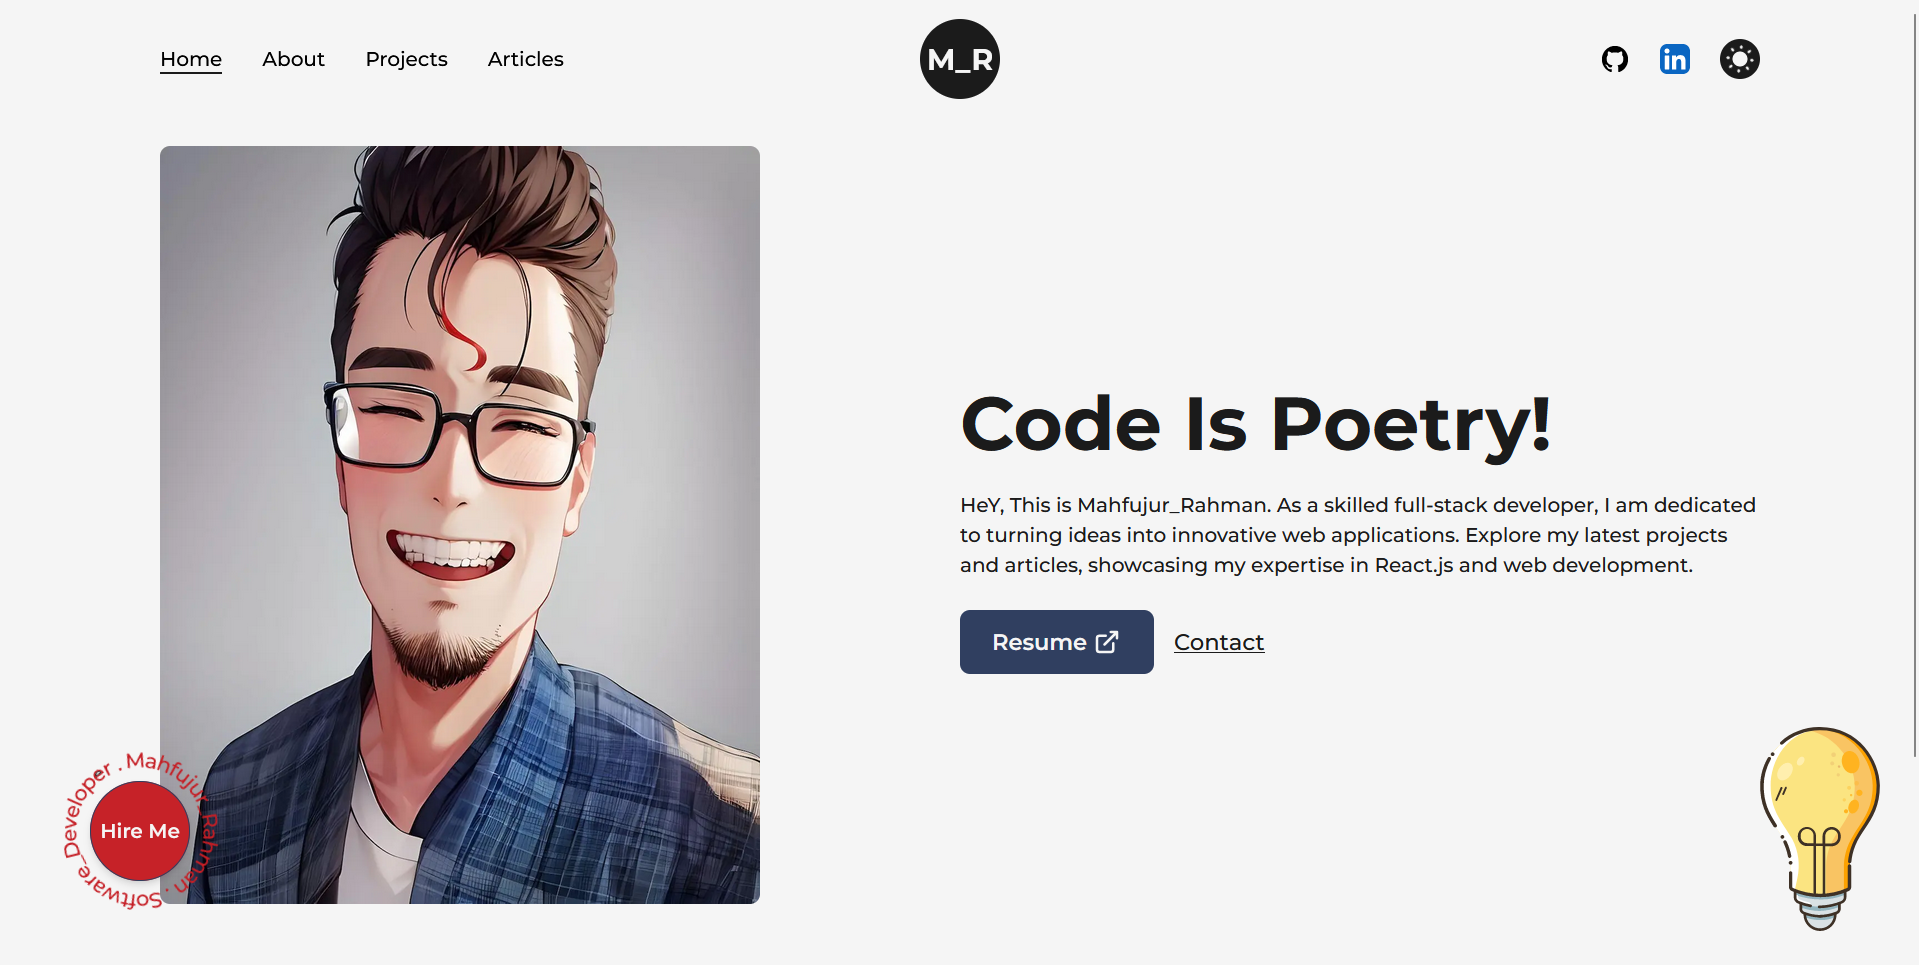 Home About Projects Articles
M_R
in
Code Is Poetry!
HeY, This is Mahfujur_Rahman. As a skilled full-stack developer, I am dedicated
to turning ideas into innovative web applications. Explore my latest projects
and articles, showcasing my expertise in React.js and web development.
Resume Contact
Mahfujur_Rahman . Software_Developer .
Hire Me